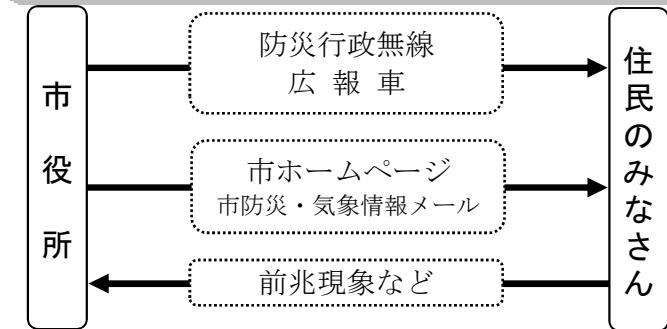 市役所
防災行政無線
広 報 車
市ホームページ
市防災・気象情報メール
前兆現象など
住民のみなさん